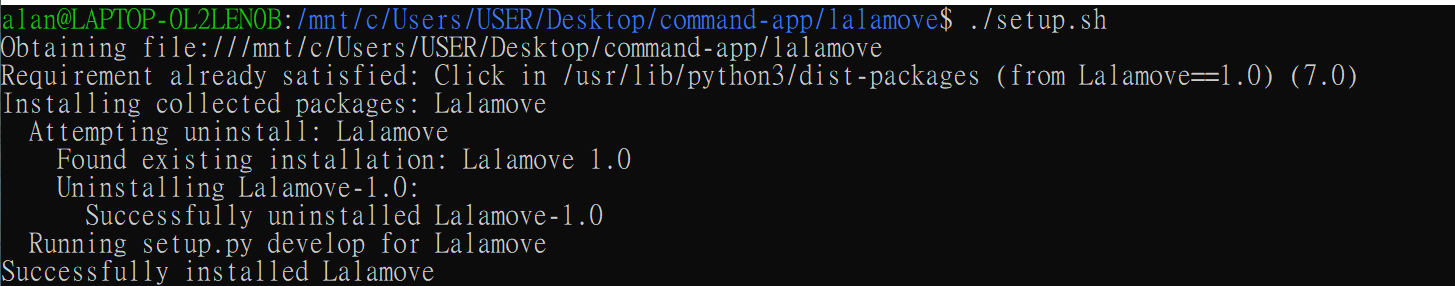 alan@LAPTOP-0L2LEN0B:/mnt/c/Users/USER/Desktop/command-app/lalamove$ ./setup.sh
Obtaining file:///mnt/c/Users/USER/Desktop/command-app/lalamove
Requirement already satisfied: Click in /usr/lib/python3/dist-packages (from Lalamove==1.0) (7.0)
Installing collected packages: Lalamove
  Attempting uninstall: Lalamove
    Found existing installation: Lalamove 1.0
    Uninstalling Lalamove-1.0:
      Successfully uninstalled Lalamove-1.0
  Running setup.py develop for Lalamove
Successfully installed Lalamove